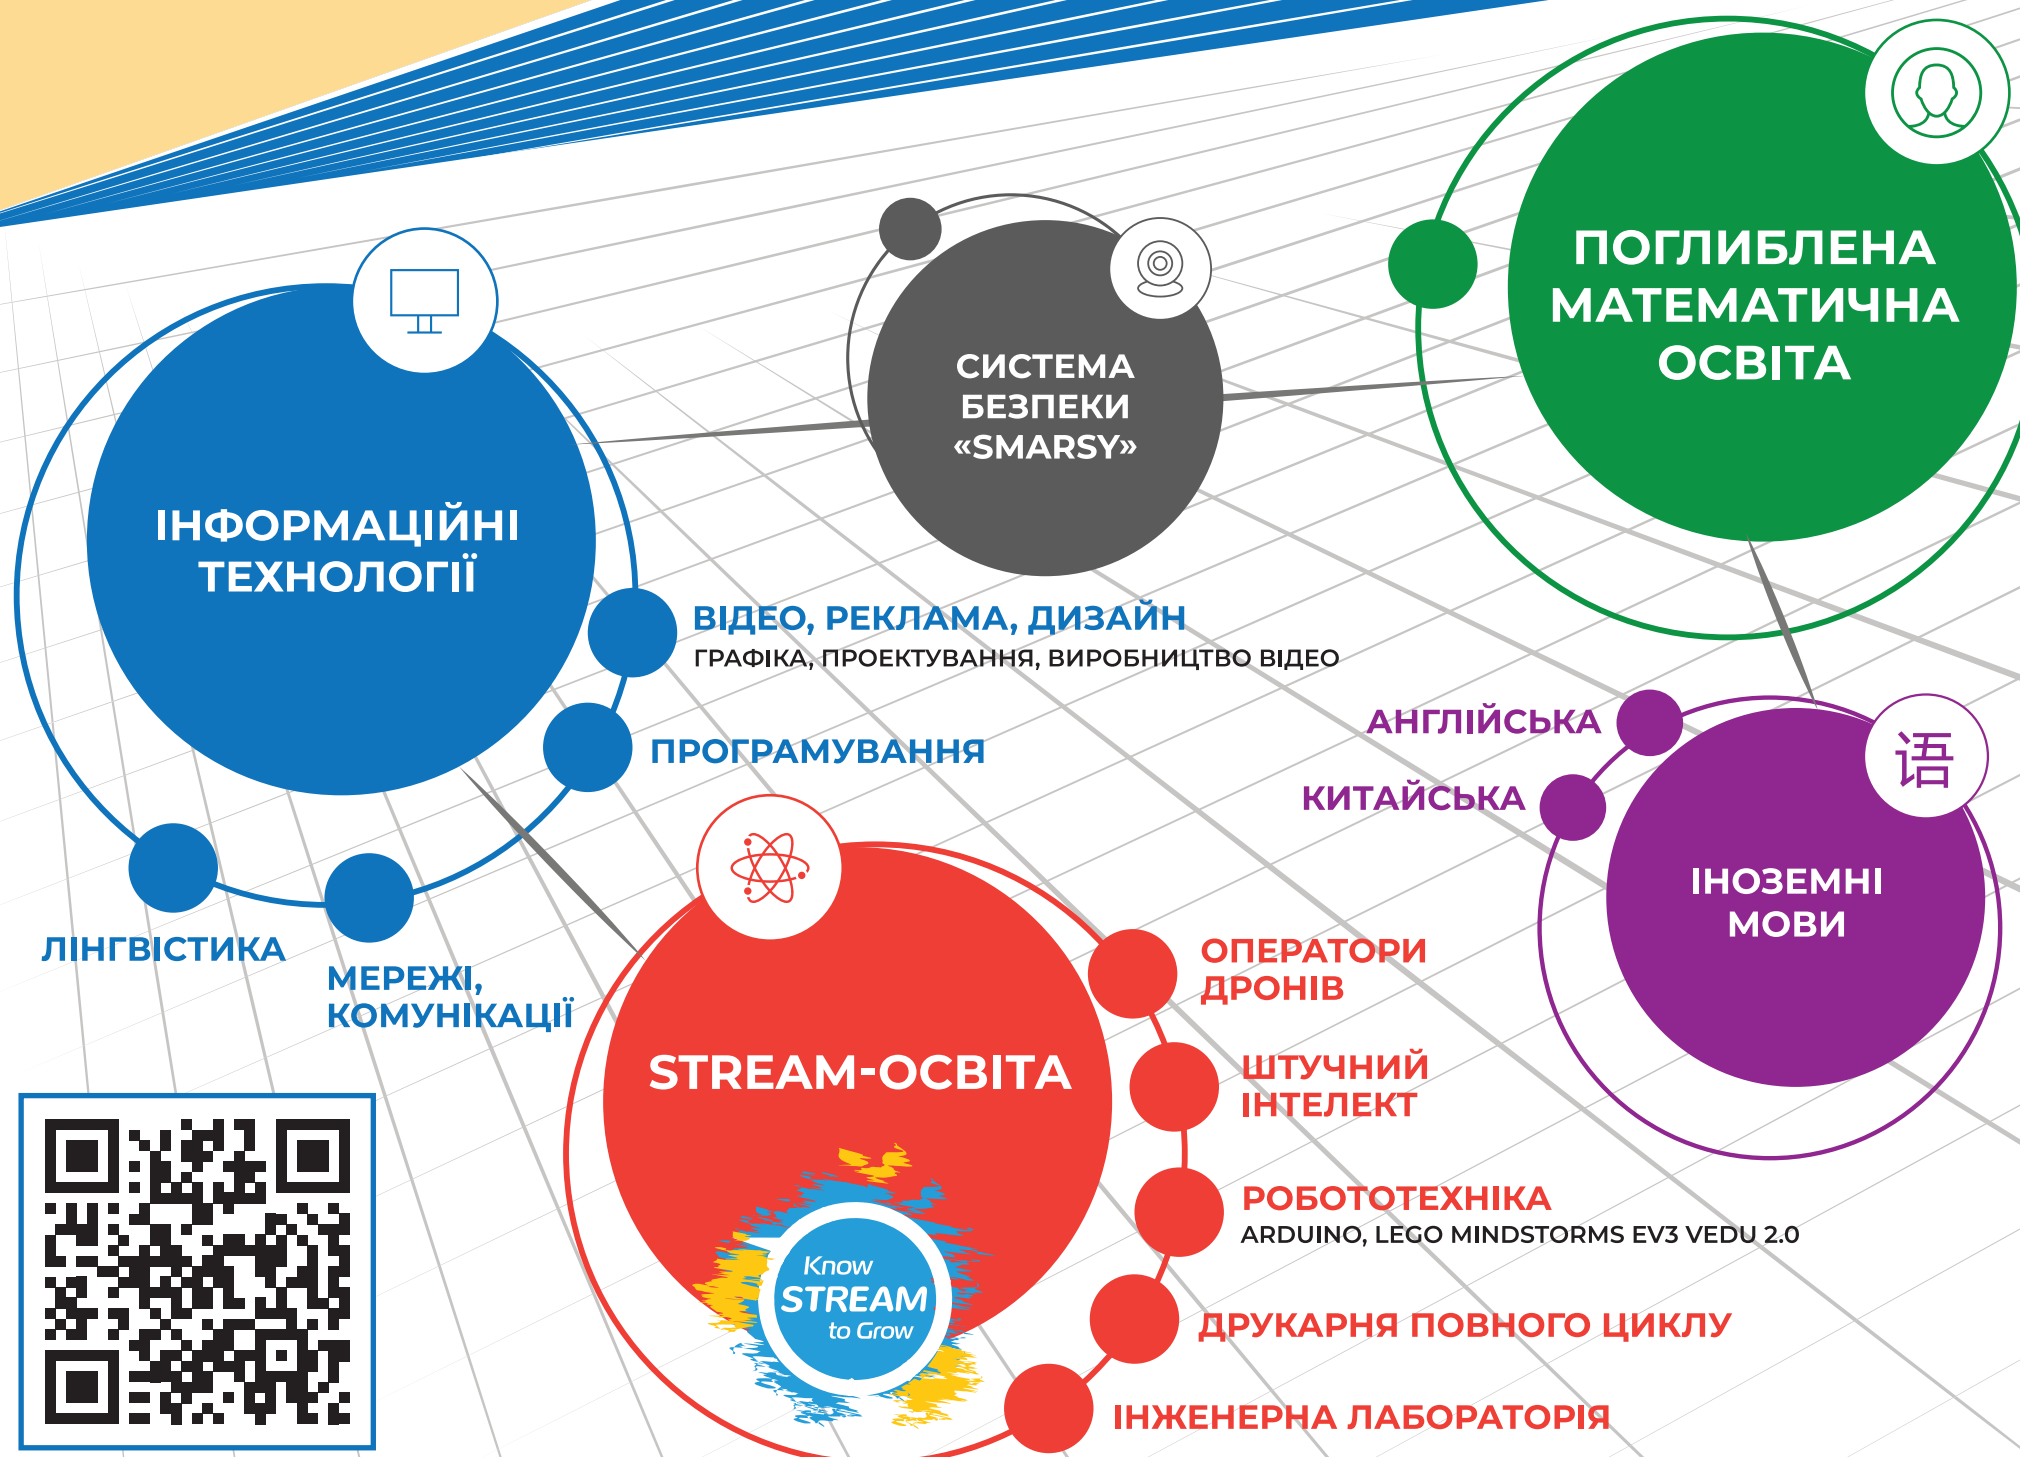 ПОГЛИБЛЕНА
МАТЕМАТИЧНА
ОСВІТА
СИСТЕМА
БЕЗПЕКИ
«SMARSY»
ІНФОРМАЦІЙНІ
ТЕХНОЛОГІЇ
ВІДЕО, РЕКЛАМА, ДИЗАЙН
ГРАФІКА, ПРОЕКТУВАННЯ, ВИРОБНИЦТВО ВІДЕО
ПРОГРАМУВАННЯ
ЛІНГВІСТИКА
МЕРЕЖІ,
КОМУНІКАЦІЇ
АНГЛІЙСЬКА
КИТАЙСЬКА
语
ІНОЗЕМНІ
МОВИ
STREAM-ОСВІТА
Know
STREAM
to Grow
ОПЕРАТОРИ
ДРОНІВ
ШТУЧНИЙ
ІНТЕЛЕКТ
РОБОТОТЕХНІКА
ARDUINO, LEGO MINDSTORMS EV3 VEDU 2.0
ДРУКАРНЯ ПОВНОГО ЦИКЛУ
ІНЖЕНЕРНА ЛАБОРАТОРІЯ